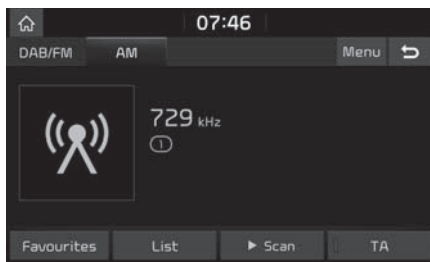 07:46
DAB/FM AM Menu
729 kHz
1
Favourites List Scan TA